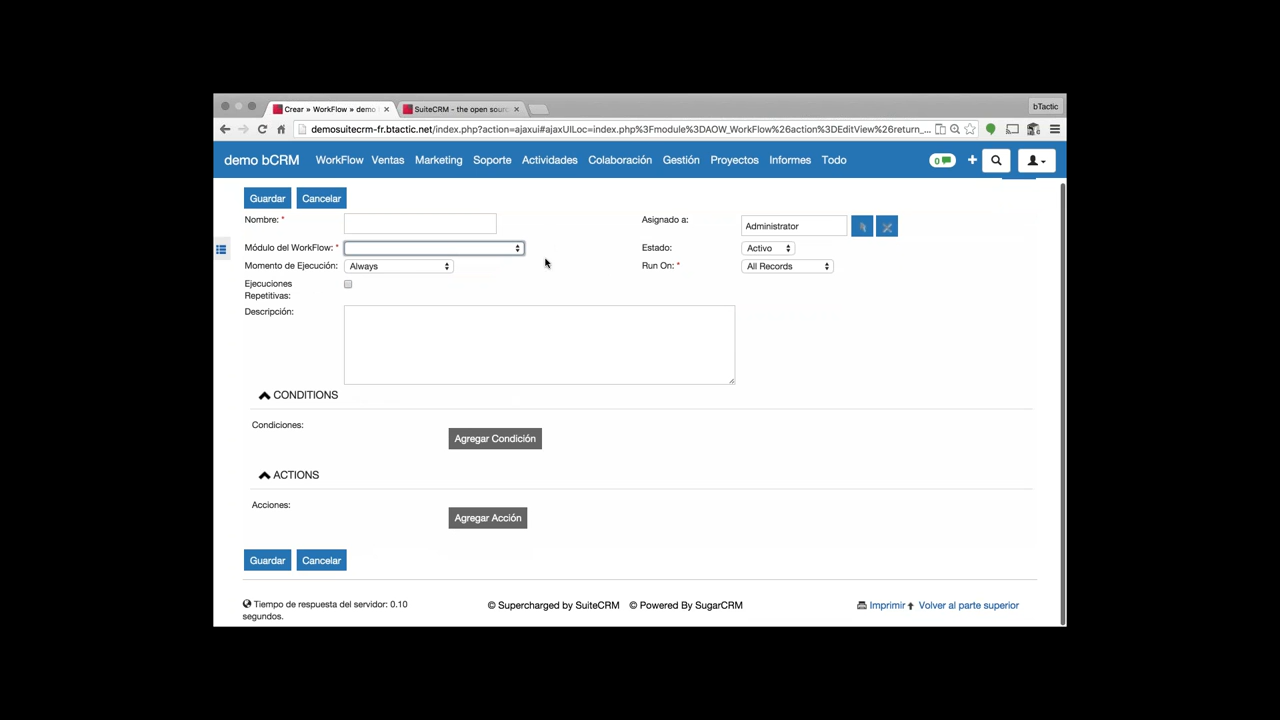 Crear » WorkFlow » demo
SuiteCRM - the open sour
bTactic
demosuitecrm-fr.btactic.net/index.php?action=ajaxui#ajaxUILoc=index.php%3Fmodule%3DAOW_WorkFlow%26action%3DEditView%26return_...
demo bCRM WorkFlow Ventas Marketing Soporte Actividades Colaboración Gestión Proyectos Informes Todo 0
Guardar Cancelar
Nombre: * Asignado a: Administrator
Módulo del WorkFlow: * Estado: Activo
Momento de Ejecución: Always Run On: * All Records
Ejecuciones
Repetitivas:
Descripción:
CONDITIONS
Condiciones:
Agregar Condición
ACTIONS
Acciones:
Agregar Acción
Guardar Cancelar
Tiempo de respuesta del servidor: 0.10
segundos.
© Supercharged by SuiteCRM © Powered By SugarCRM
Imprimir Volver al parte superior